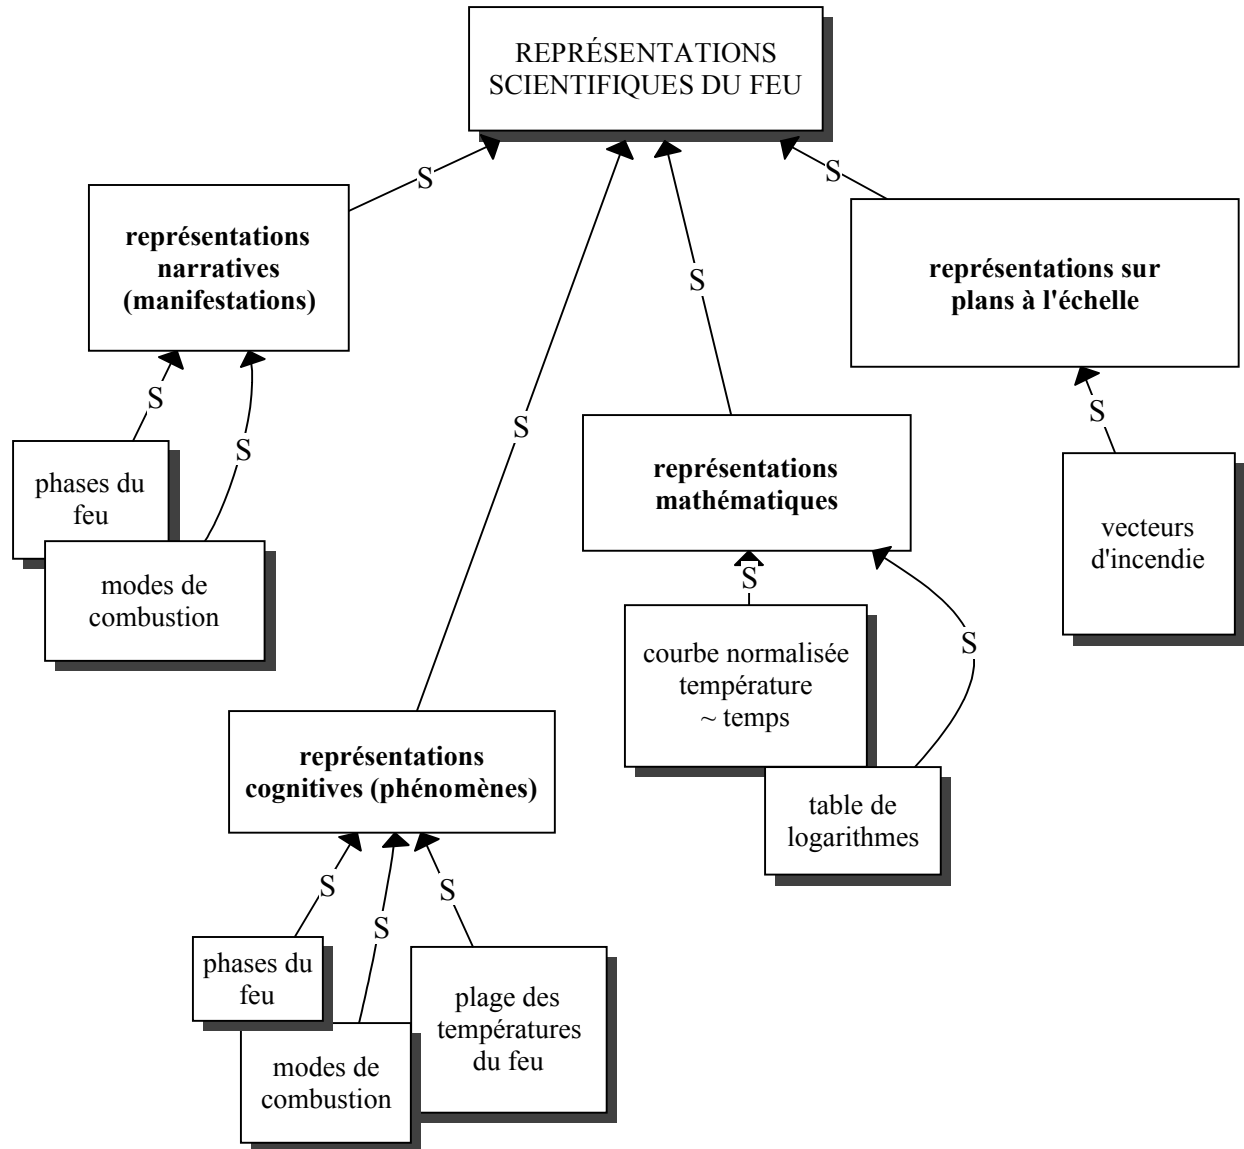 REPRÉSENTATIONS
SCIENTIFIQUES DU FEU
S
S
S
S
représentations
narratives
(manifestations)
représentations sur
plans à l'échelle
S
S
S
phases du
feu
modes de
combustion
représentations
mathématiques
vecteurs
d'incendie
S
S
courbe normalisée
température
~ temps
table de
logarithmes
représentations
cognitives (phénomènes)
S
S
S
phases du
feu
modes de
combustion
plage des
températures
du feu